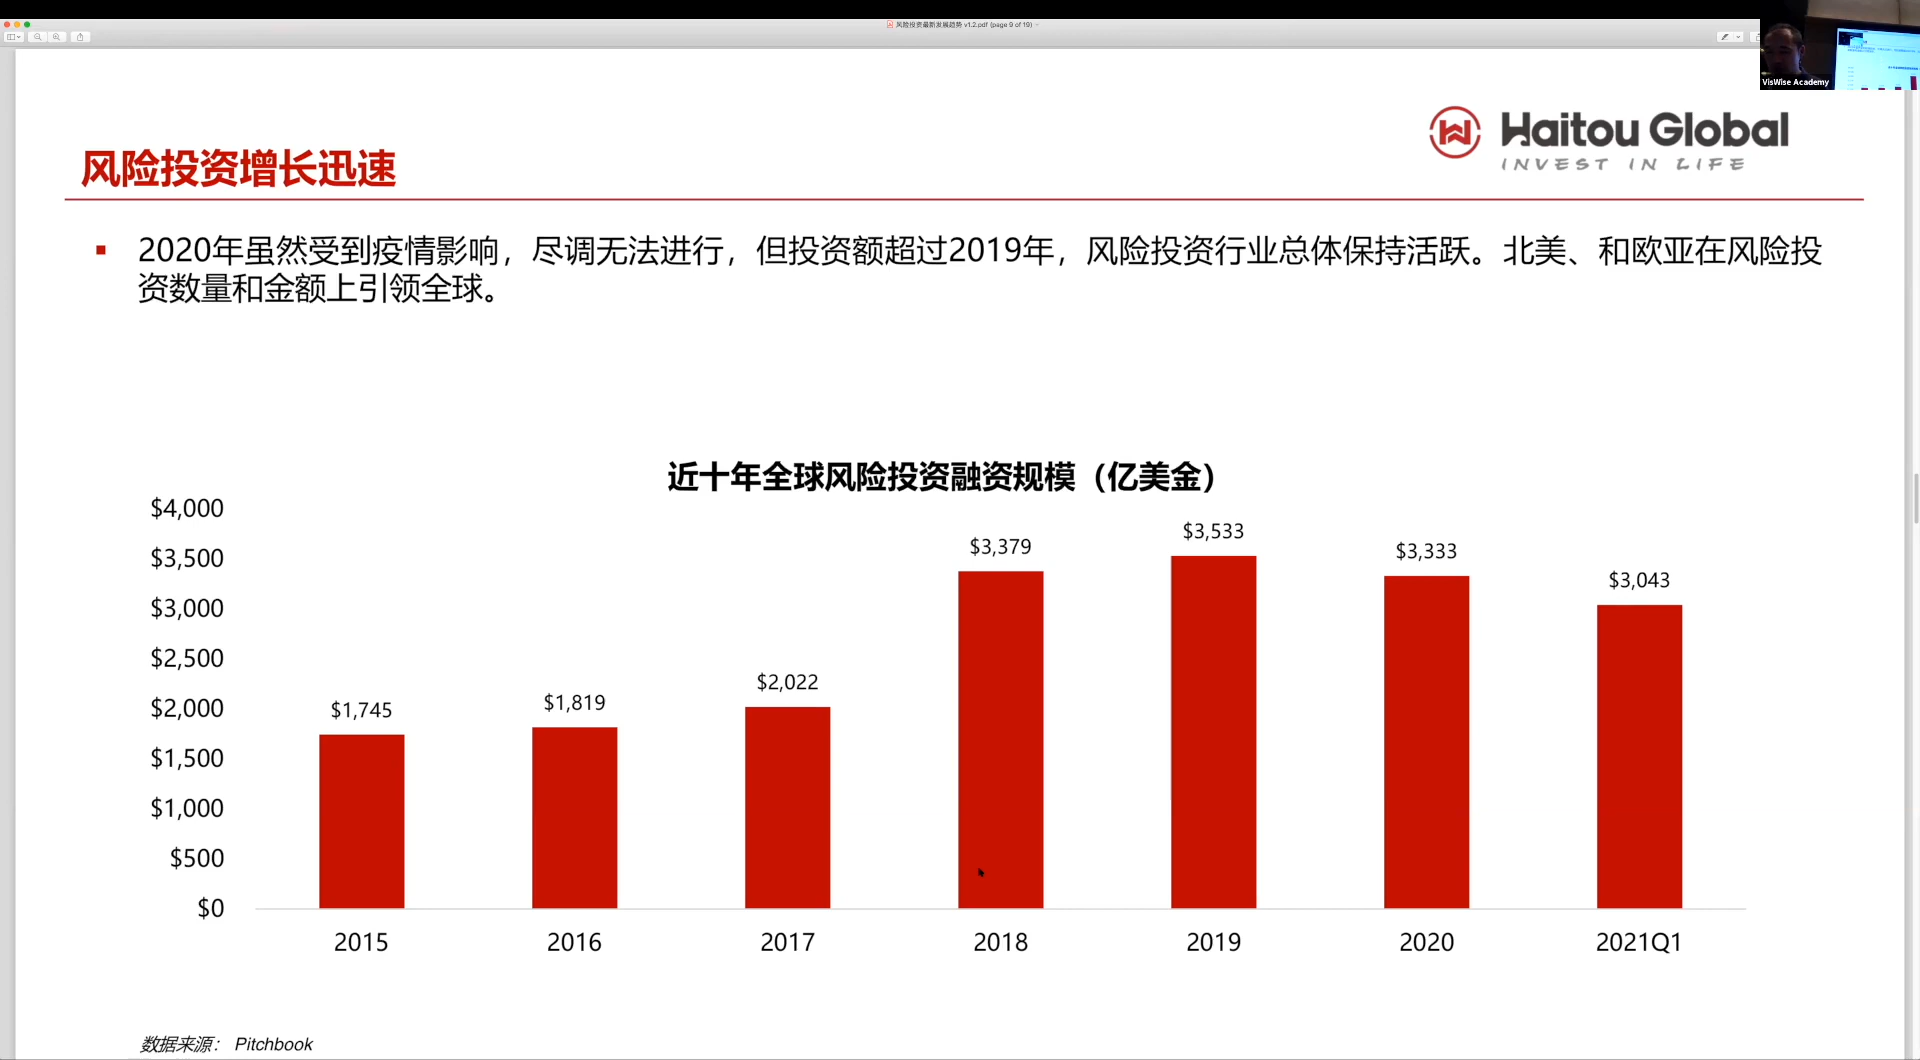 风险投资最新发展趋势 v1.2.pdf (page 9 of 19)
VisWise Academy
Haitou Global
INVEST IN LIFE
风险投资增长迅速
2020年虽然受到疫情影响，尽调无法进行，但投资额超过2019年，风险投资行业总体保持活跃。北美、和欧亚在风险投
资数量和金额上引领全球。
近十年全球风险投资融资规模（亿美金）
$4,000
$3,500
$3,000
$2,500
$2,000
$1,500
$1,000
$500
$0
$1,745
$1,819
$2,022
$3,379
$3,533
$3,333
$3,043
2015
2016
2017
2018
2019
2020
2021Q1
数据来源： Pitchbook